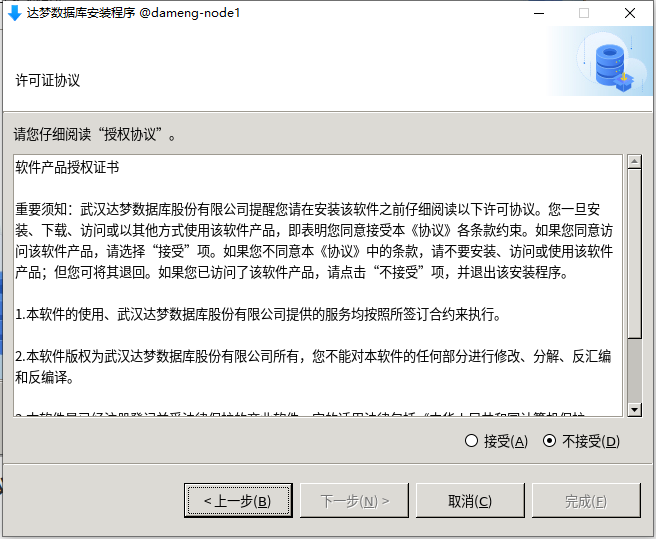 达梦数据库安装程序 @dameng-node1
许可证协议
请您仔细阅读“授权协议”。
软件产品授权证书
重要须知：武汉达梦数据库股份有限公司提醒您请在安装该软件之前仔细阅读以下许可协议。您一旦安
装、下载、访问或以其他方式使用该软件产品，即表明您同意接受本《协议》各条款约束。如果您同意访
问该软件产品，请选择“接受”项。如果您不同意本《协议》中的条款，请不要安装、访问或使用该软件
产品；但您可将其退回。如果您已访问了该软件产品，请点击“不接受”项，并退出该安装程序。
1.本软件的使用、武汉达梦数据库股份有限公司提供的服务均按照所签订合约来执行。
2.本软件版权为武汉达梦数据库股份有限公司所有，您不能对本软件的任何部分进行修改、分解、反汇编
和反编译。
接受(A) 不接受(D)
< 上一步(B) 下一步(N) > 取消(C) 完成(F)